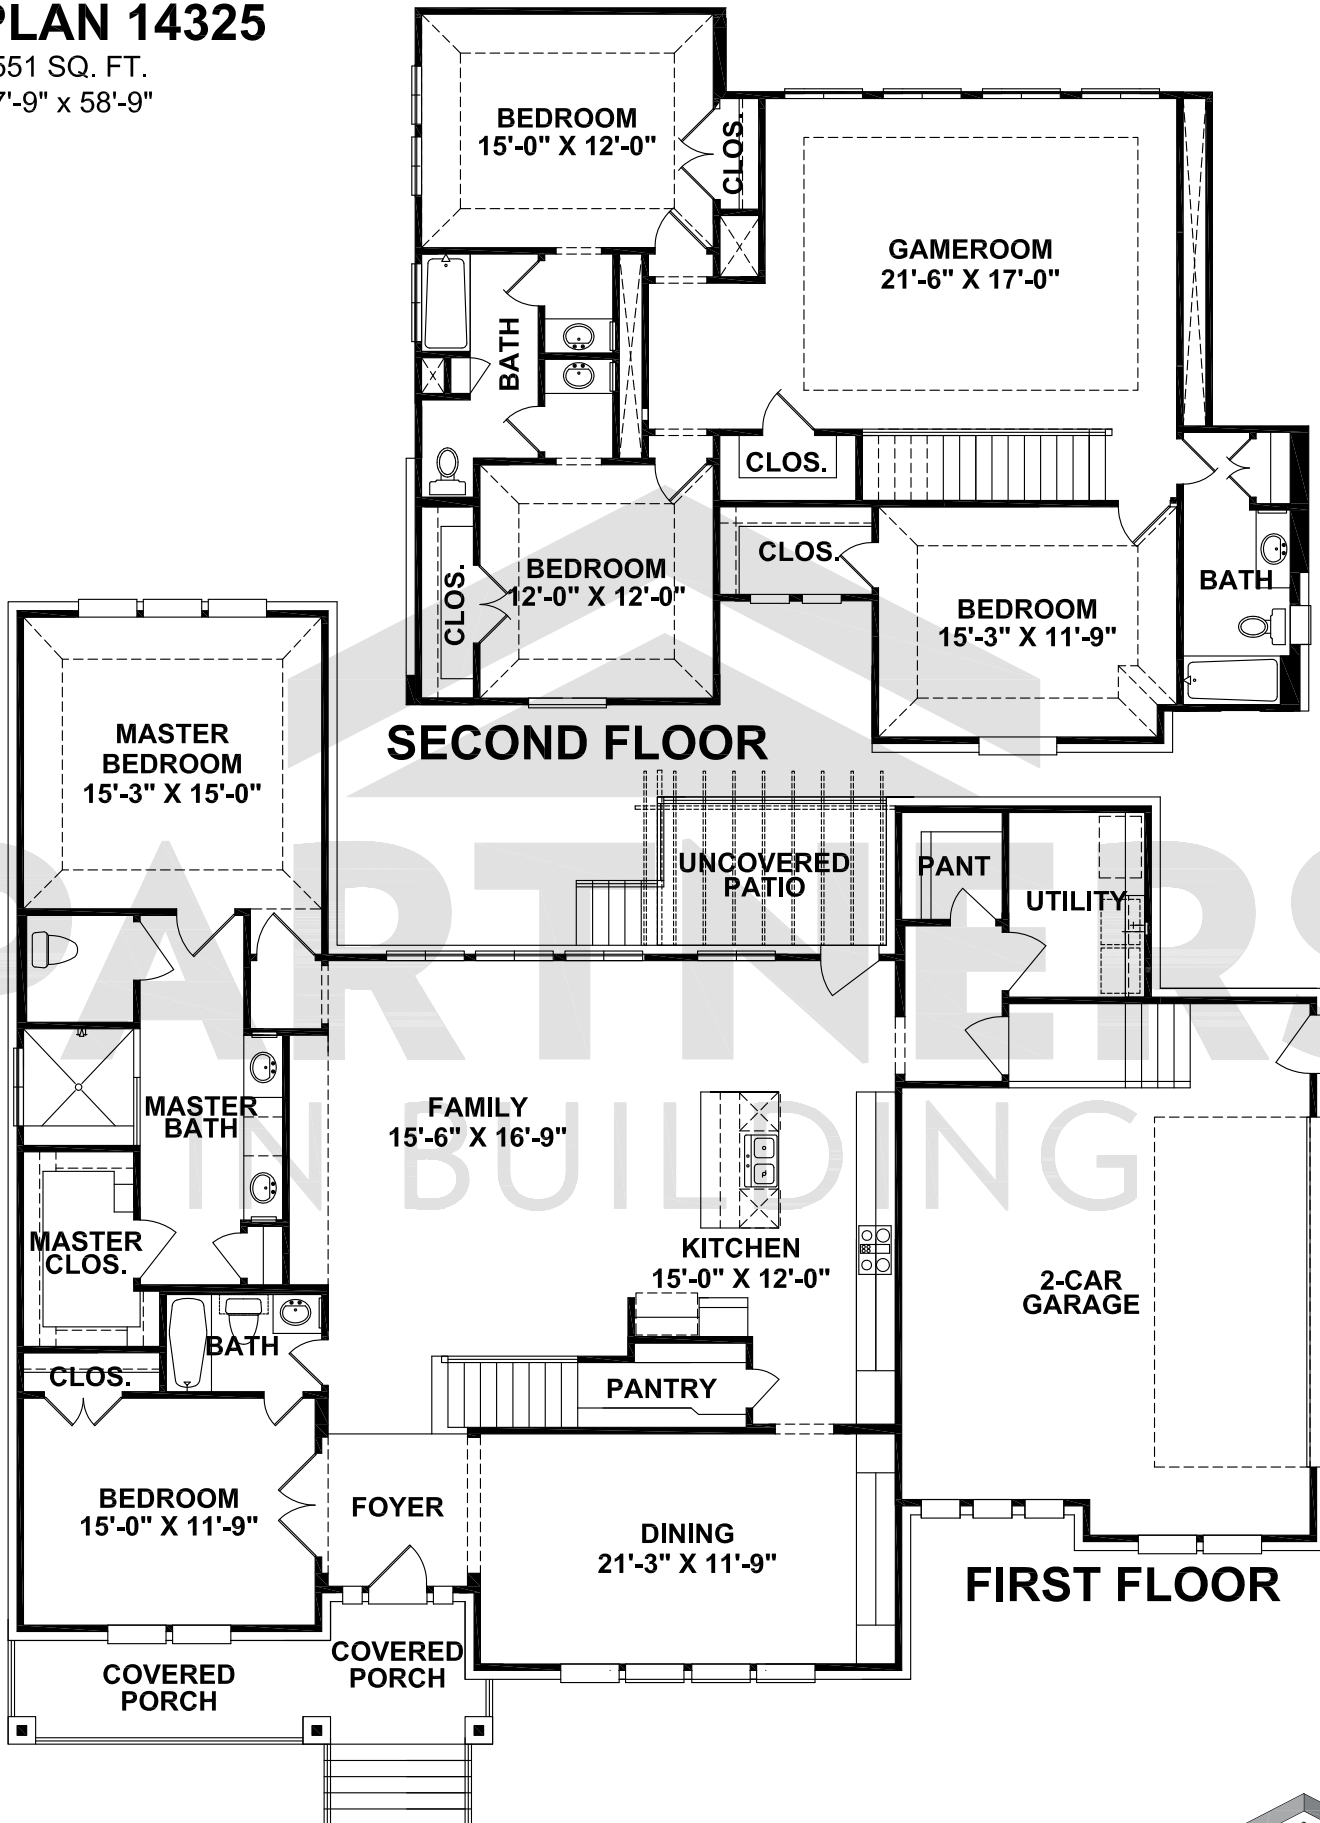 PLAN 14325
551 SQ. FT.
7'-9" x 58'-9"
BEDROOM
15'-0" X 12'-0"
CLOS.
GAMEROOM
21'-6" X 17'-0"
BATH
CLOS.
CLOS.
BEDROOM
12'-0" X 12'-0"
CLOS.
BEDROOM
15'-3" X 11'-9"
BATH
SECOND FLOOR
MASTER
BEDROOM
15'-3" X 15'-0"
UNCOVERED
PATIO
PANT
UTILITY
PARTNERS
IN BUILDING
MASTER
BATH
FAMILY
15'-6" X 16'-9"
MASTER
CLOS.
KITCHEN
15'-0" X 12'-0"
2-CAR
GARAGE
BATH
CLOS.
PANTRY
BEDROOM
15'-0" X 11'-9"
FOYER
DINING
21'-3" X 11'-9"
FIRST FLOOR
COVERED
PORCH
COVERED
PORCH